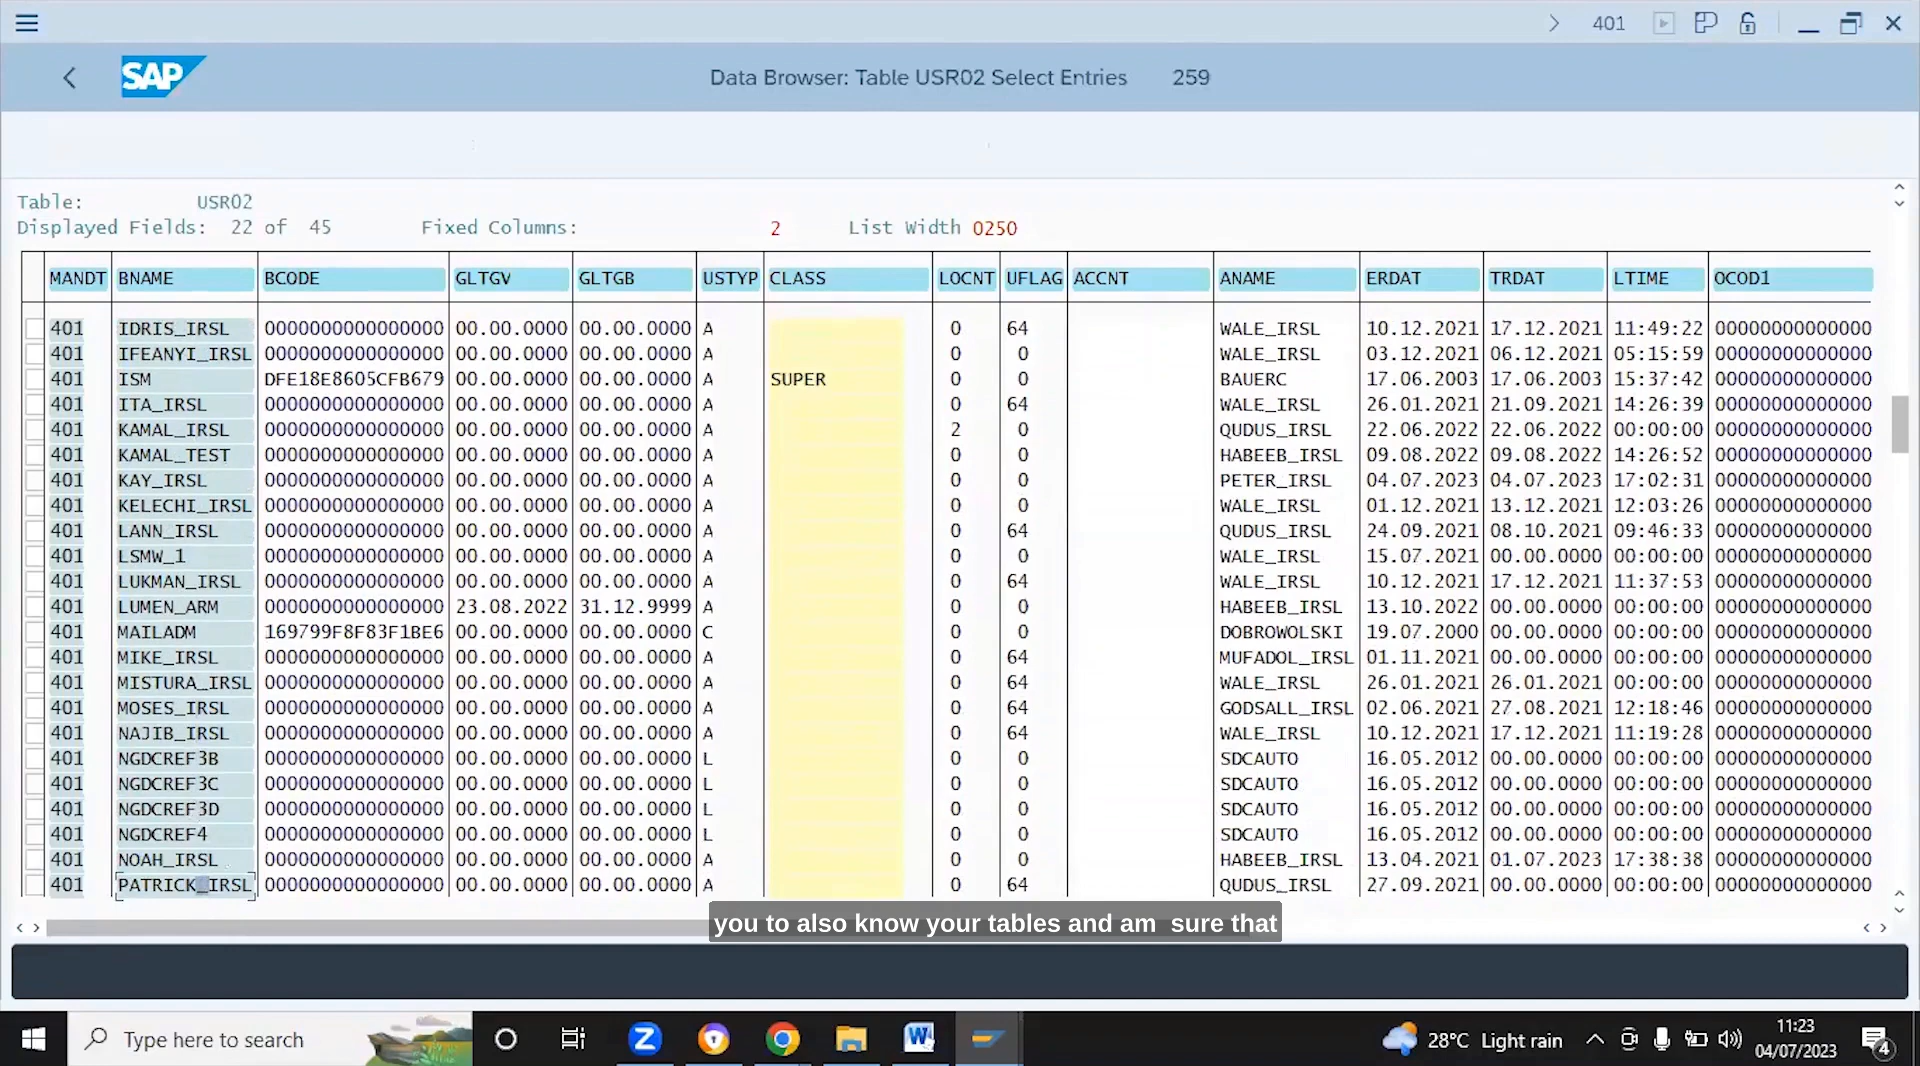 401
SAP
Data Browser: Table USR02 Select Entries 259
Table: USR02
Displayed Fields: 22 of 45 Fixed Columns: 2 List Width 0250
MANDT BNAME BCODE GLTGV GLTGB USTYP CLASS LOCNT UFLAG ACCNT ANAME ERDAT TRDAT LTIME OCOD1
401 IDRIS_IRSL 0000000000000000 00.00.0000 00.00.0000 A 0 64 WALE_IRSL 10.12.2021 17.12.2021 11:49:22 00000000000000
401 IFEANYI_IRSL 0000000000000000 00.00.0000 00.00.0000 A 0 0 WALE_IRSL 03.12.2021 06.12.2021 05:15:59 00000000000000
401 ISM DFE18E8605CFB679 00.00.0000 00.00.0000 A SUPER 0 0 BAUERC 17.06.2003 17.06.2003 15:37:42 00000000000000
401 ITA_IRSL 0000000000000000 00.00.0000 00.00.0000 A 0 64 WALE_IRSL 26.01.2021 21.09.2021 14:26:39 00000000000000
401 KAMAL_IRSL 0000000000000000 00.00.0000 00.00.0000 A 2 0 QUDUS_IRSL 22.06.2022 22.06.2022 00:00:00 00000000000000
401 KAMAL_TEST 0000000000000000 00.00.0000 00.00.0000 A 0 0 HABEEB_IRSL 09.08.2022 09.08.2022 14:26:52 00000000000000
401 KAY_IRSL 0000000000000000 00.00.0000 00.00.0000 A 0 0 PETER_IRSL 04.07.2023 04.07.2023 17:02:31 00000000000000
401 KELECHI_IRSL 0000000000000000 00.00.0000 00.00.0000 A 0 0 WALE_IRSL 01.12.2021 13.12.2021 12:03:26 00000000000000
401 LANN_IRSL 0000000000000000 00.00.0000 00.00.0000 A 0 64 QUDUS_IRSL 24.09.2021 08.10.2021 09:46:33 00000000000000
401 LSMW_1 0000000000000000 00.00.0000 00.00.0000 A 0 0 WALE_IRSL 15.07.2021 00.00.0000 00:00:00 00000000000000
401 LUKMAN_IRSL 0000000000000000 00.00.0000 00.00.0000 A 0 64 WALE_IRSL 10.12.2021 17.12.2021 11:37:53 00000000000000
401 LUMEN_ARM 0000000000000000 23.08.2022 31.12.9999 A 0 0 HABEEB_IRSL 13.10.2022 00.00.0000 00:00:00 00000000000000
401 MAILADM 169799F8F83F1BE6 00.00.0000 00.00.0000 C 0 0 DOBROWOLSKI 19.07.2000 00.00.0000 00:00:00 00000000000000
401 MIKE_IRSL 0000000000000000 00.00.0000 00.00.0000 A 0 64 MUFADOL_IRSL 01.11.2021 00.00.0000 00:00:00 00000000000000
401 MISTURA_IRSL 0000000000000000 00.00.0000 00.00.0000 A 0 64 WALE_IRSL 26.01.2021 26.01.2021 00:00:00 00000000000000
401 MOSES_IRSL 0000000000000000 00.00.0000 00.00.0000 A 0 64 GODSALL_IRSL 02.06.2021 27.08.2021 12:18:46 00000000000000
401 NAJIB_IRSL 0000000000000000 00.00.0000 00.00.0000 A 0 64 WALE_IRSL 10.12.2021 17.12.2021 11:19:28 00000000000000
401 NGDCREF3B 0000000000000000 00.00.0000 00.00.0000 L 0 0 SDCAUTO 16.05.2012 00.00.0000 00:00:00 00000000000000
401 NGDCREF3C 0000000000000000 00.00.0000 00.00.0000 L 0 0 SDCAUTO 16.05.2012 00.00.0000 00:00:00 00000000000000
401 NGDCREF3D 0000000000000000 00.00.0000 00.00.0000 L 0 0 SDCAUTO 16.05.2012 00.00.0000 00:00:00 00000000000000
401 NGDCREF4 0000000000000000 00.00.0000 00.00.0000 L 0 0 SDCAUTO 16.05.2012 00.00.0000 00:00:00 00000000000000
401 NOAH_IRSL 0000000000000000 00.00.0000 00.00.0000 A 0 0 HABEEB_IRSL 13.04.2021 01.07.2023 17:38:38 00000000000000
401 PATRICK_IRSL 0000000000000000 00.00.0000 00.00.0000 A 0 64 QUDUS_IRSL 27.09.2021 00.00.0000 00:00:00 00000000000000
you to also know your tables and am sure that
Type here to search
28°C Light rain
11:23
04/07/2023
4